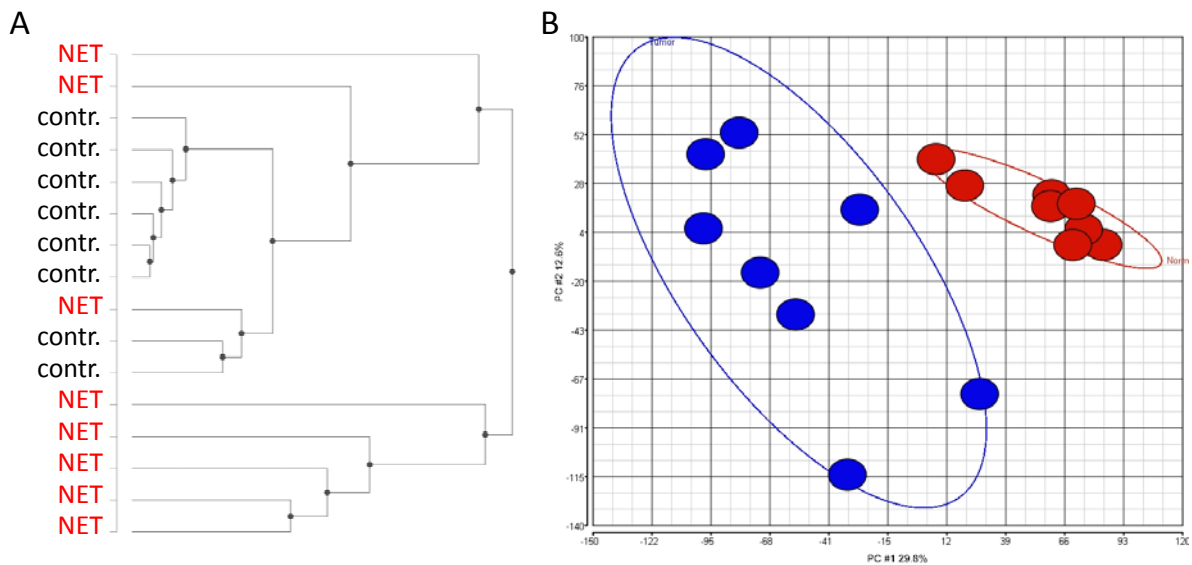 A
NET
NET
contr.
contr.
contr.
contr.
contr.
contr.
NET
contr.
contr.
NET
NET
NET
NET
NET
B
Tumor
Norm
100
76
52
28
4
-20
-43
-67
-91
-115
-140
PC #2 12.6%
-150
-122
-95
-68
-41
-15
12
39
66
93
120
PC #1 29.8%